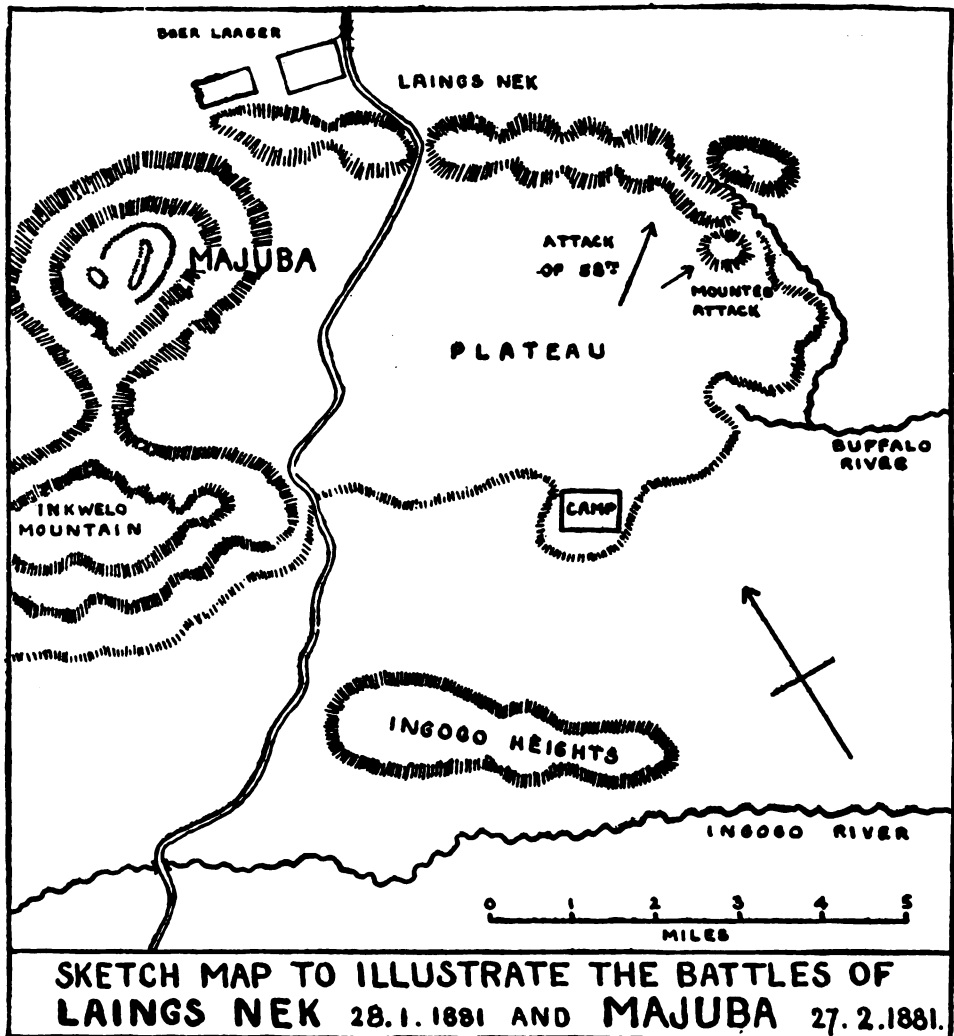 BOER LAAGER
LAINGS NEK
MAJUBA
ATTACK
OF 58T
MOUNTED
ATTACK
PLATEAU
BUFFALO
RIVER
INKWELO
MOUNTAIN
CAMP
INGOGO HEIGHTS
INGOGO RIVER
0 1 2 3 4 5
MILES
SKETCH MAP TO ILLUSTRATE THE BATTLES OF
LAINGS NEK 28.1.1881 AND MAJUBA 27.2.1881.